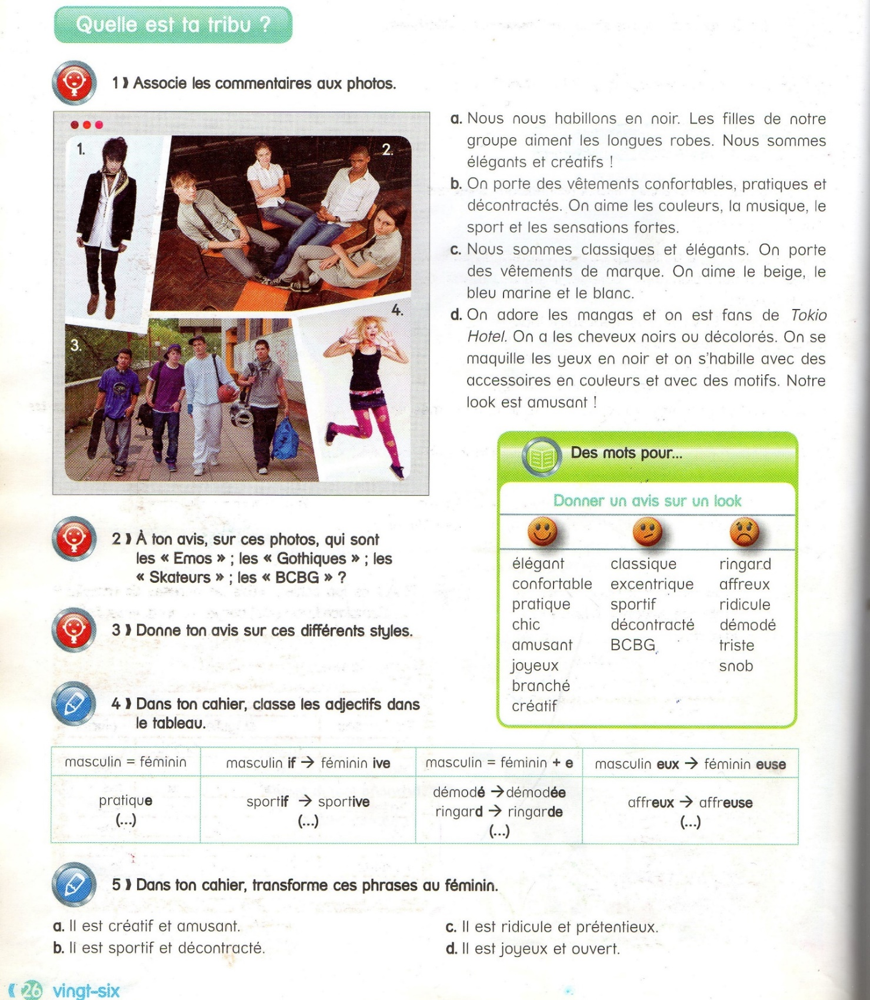 Quelle est ta tribu ?
1 ⟫ Associe les commentaires aux photos.
1.
2.
3.
4.
a. Nous nous habillons en noir. Les filles de notre
groupe aiment les longues robes. Nous sommes
élégants et créatifs !
b. On porte des vêtements confortables, pratiques et
décontractés. On aime les couleurs, la musique, le
sport et les sensations fortes.
c. Nous sommes classiques et élégants. On porte
des vêtements de marque. On aime le beige, le
bleu marine et le blanc.
d. On adore les mangas et on est fans de Tokio
Hotel. On a les cheveux noirs ou décolorés. On se
maquille les yeux en noir et on s'habille avec des
accessoires en couleurs et avec des motifs. Notre
look est amusant !
Des mots pour...
Donner un avis sur un look
élégant classique ringard
confortable excentrique affreux
pratique sportif ridicule
chic décontracté démodé
amusant BCBG triste
joyeux snob
branché
créatif
2 ⟫ À ton avis, sur ces photos, qui sont
les « Emos » ; les « Gothiques » ; les
« Skateurs » ; les « BCBG » ?
3 ⟫ Donne ton avis sur ces différents styles.
4 ⟫ Dans ton cahier, classe les adjectifs dans
le tableau.
masculin = féminin masculin if → féminin ive masculin = féminin + e masculin eux → féminin euse
pratique sportif → sportive démodé → démodée affreux → affreuse
(...) (...) ringard → ringarde (...)
(...)
5 ⟫ Dans ton cahier, transforme ces phrases au féminin.
a. Il est créatif et amusant.
b. Il est sportif et décontracté.
c. Il est ridicule et prétentieux.
d. Il est joyeux et ouvert.
26 vingt-six